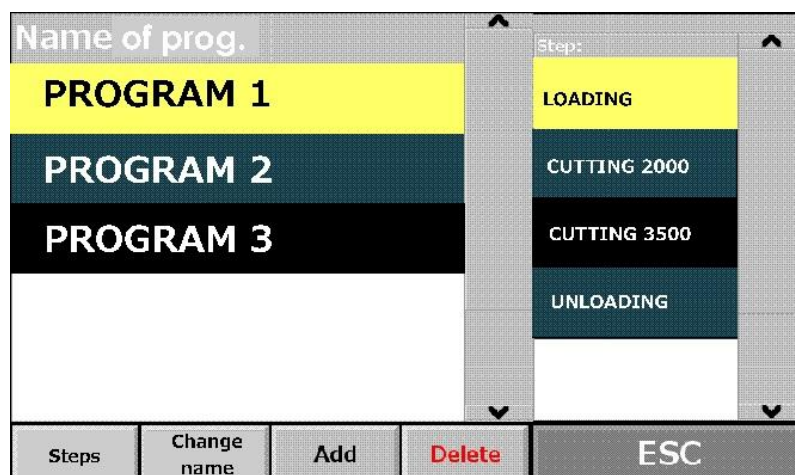 Name of prog.
PROGRAM 1
PROGRAM 2
PROGRAM 3
Step:
LOADING
CUTTING 2000
CUTTING 3500
UNLOADING
Steps
Change
name
Add
Delete
ESC